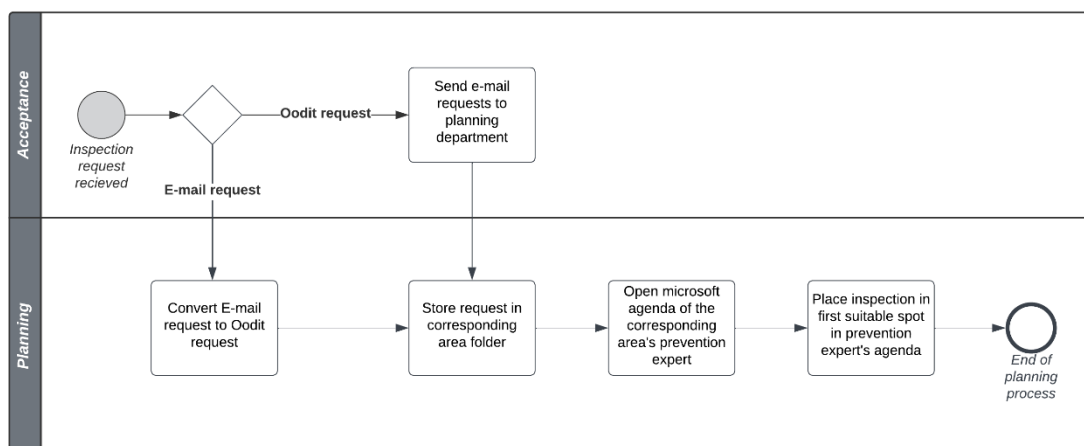 Acceptance
Inspection
request
recieved
Oodit request
E-mail request
Send e-mail
requests to
planning
department
Planning
Convert E-mail
request to Oodit
request
Store request in
corresponding
area folder
Open microsoft
agenda of the
corresponding
area's prevention
expert
Place inspection in
first suitable spot
in prevention
expert's agenda
End of
planning
process